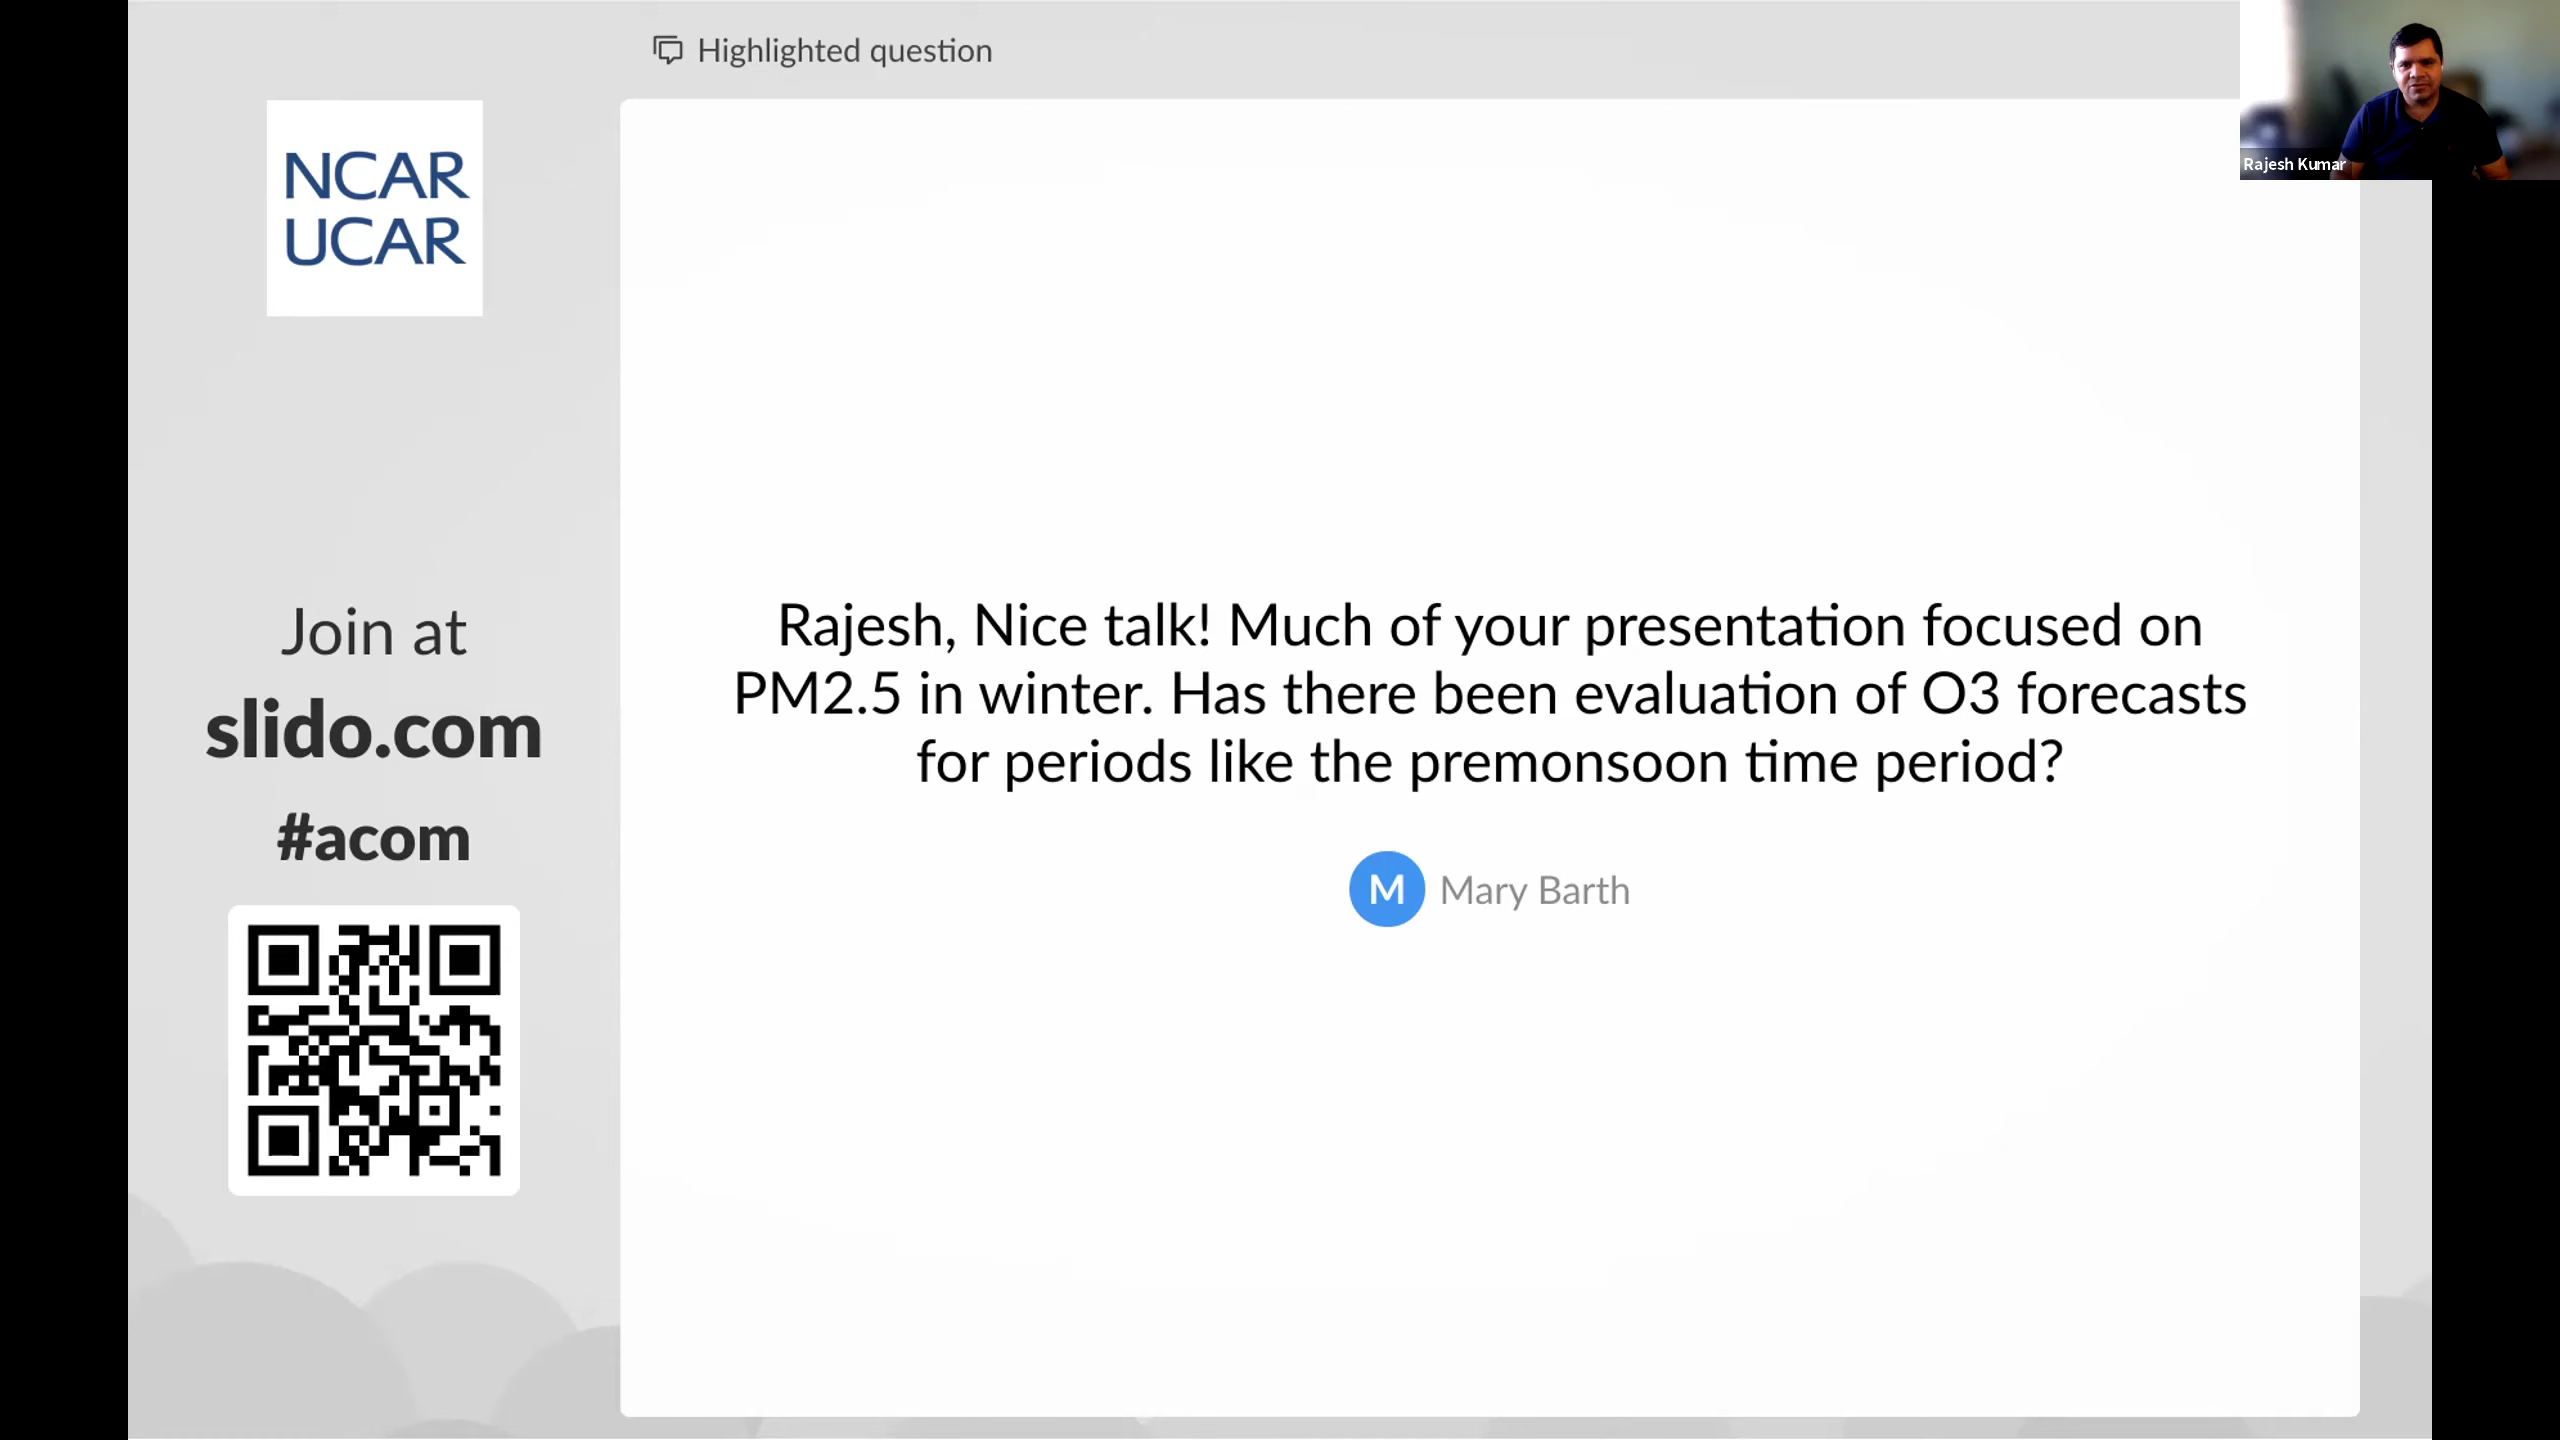 Highlighted question
NCAR
UCAR
Join at
slido.com
#acom
Rajesh, Nice talk! Much of your presentation focused on
PM2.5 in winter. Has there been evaluation of O3 forecasts
for periods like the premonsoon time period?
M Mary Barth
Rajesh Kumar